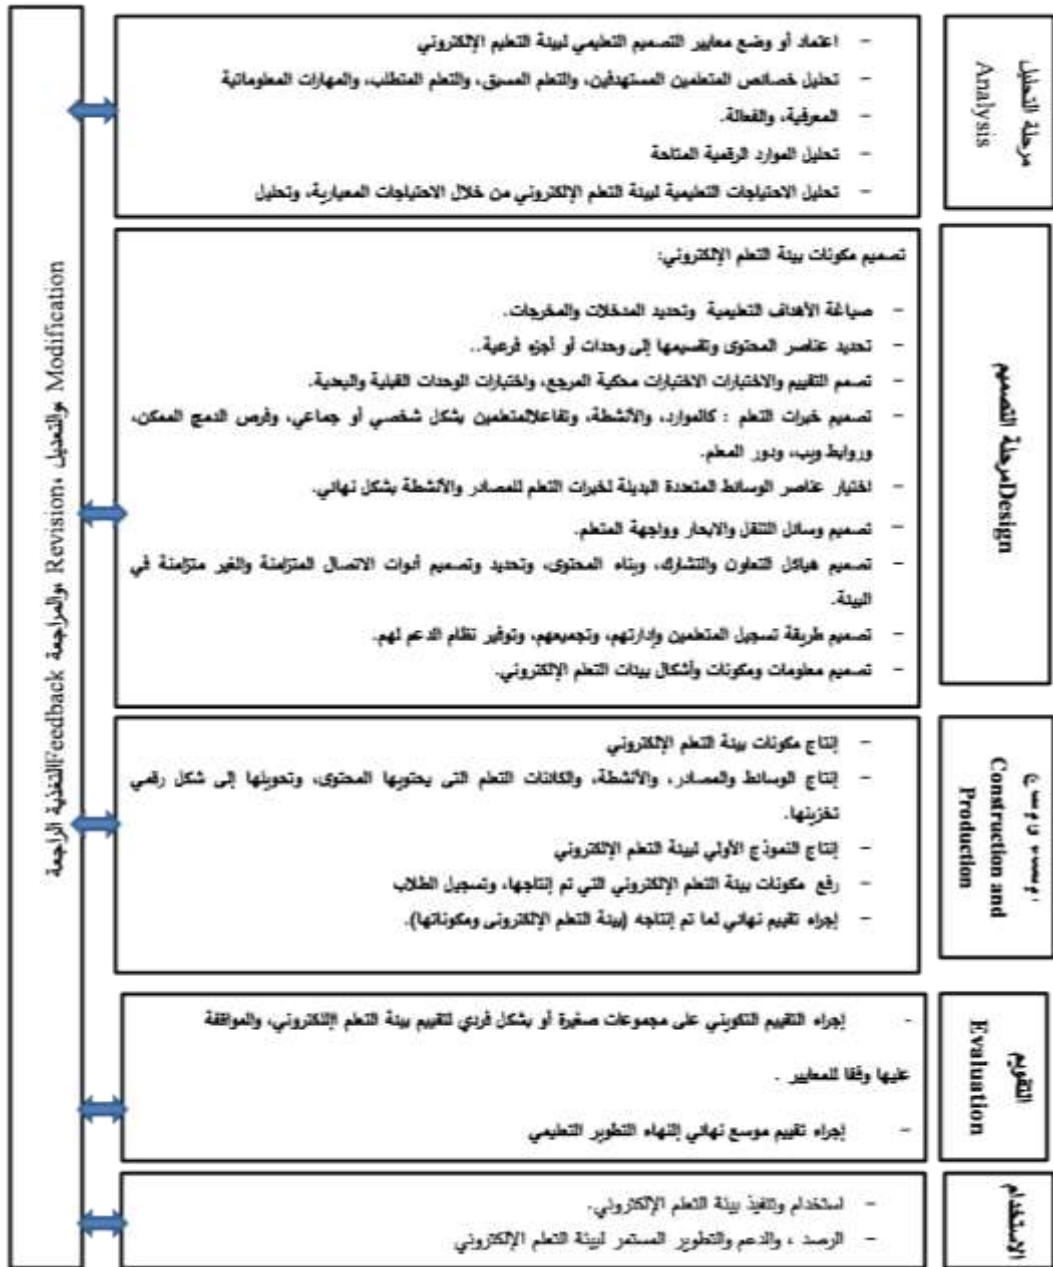 مرحلة التحليل
Analysis
- اعتماد أو وضع معايير التصميم التعليمي لبيئة التعليم الإلكتروني
- تحليل خصائص المتعلمين المستهدفين، والتعلم المسبق، والتعلم المتطلب، والمهارات المعلوماتية
- المعرفية، والفعالة.
- تحليل الموارد الرقمية المتاحة
- تحليل الاحتياجات التعليمية لبيئة التعلم الإلكتروني من خلال الاحتياجات المعيارية، وتحليل
مرحلة التصميمDesign
تصميم مكونات بيئة التعلم الإلكتروني:
- صياغة الأهداف التعليمية وتحديد المدخلات والمخرجات.
- تحديد عناصر المحتوى وتقسيمها إلى وحدات أو أجزء فرعية..
- تصمم التقييم والاختبارات الاختبارات محكية المرجع، واختبارات الوحدات القبلية والبعدية.
- تصميم خبرات التعلم : كالموارد، والأنشطة، وتفاعلالمتعلمين بشكل شخصي أو جماعي، وفرص الدمج الممكن،
وروابط ويب، ودور المعلم.
- اختيار عناصر الوسائط المتعددة البديلة لخبرات التعلم للمصادر والأنشطة بشكل نهائي.
- تصميم وسائل التنقل والابحار وواجهة المتعلم.
- تصميم هياكل التعاون والتشارك، وبناء المحتوى، وتحديد وتصميم أدوات الاتصال المتزامنة والغير متزامنة في
البيئة.
- تصميم طريقة تسجيل المتعلمين وإدارتهم، وتجميعهم، وتوفير نظام الدعم لهم.
- تصميم معلومات ومكونات وأشكال بيئات التعلم الإلكتروني.
Construction and
Production
- إنتاج مكونات بيئة التعلم الإلكتروني
- إنتاج الوسائط والمصادر، والأنشطة، والكائنات التعلم التى يحتويها المحتوى، وتحويلها إلى شكل رقمي
تخزينها.
- إنتاج النموذج الأولي لبيئة التعلم الإلكتروني
- رفع مكونات بيئة التعلم الإلكتروني التي تم إنتاجها، وتسجيل الطلاب
- إجراء تقييم نهائي لما تم إنتاجه (بيئة التعلم الإلكترونى ومكوناتها).
التقويم
Evaluation
- إجراء التقييم التكويني على مجموعات صغيرة أو بشكل فردي لتقييم بيئة التعلم الإلكتروني، والموافقة
عليها وفقا للمعايير .
- إجراء تقييم موسع نهائي إلنهاء التطوير التعليمي
الاستخدام
- استخدام وتنفيذ بيئة التعلم الإلكتروني.
- الرصد ، والدعم والتطوير المستمر لبيئة التعلم الإلكتروني
التغذية الراجعةFeedback ،والمراجعة Revision، والتعديل Modification